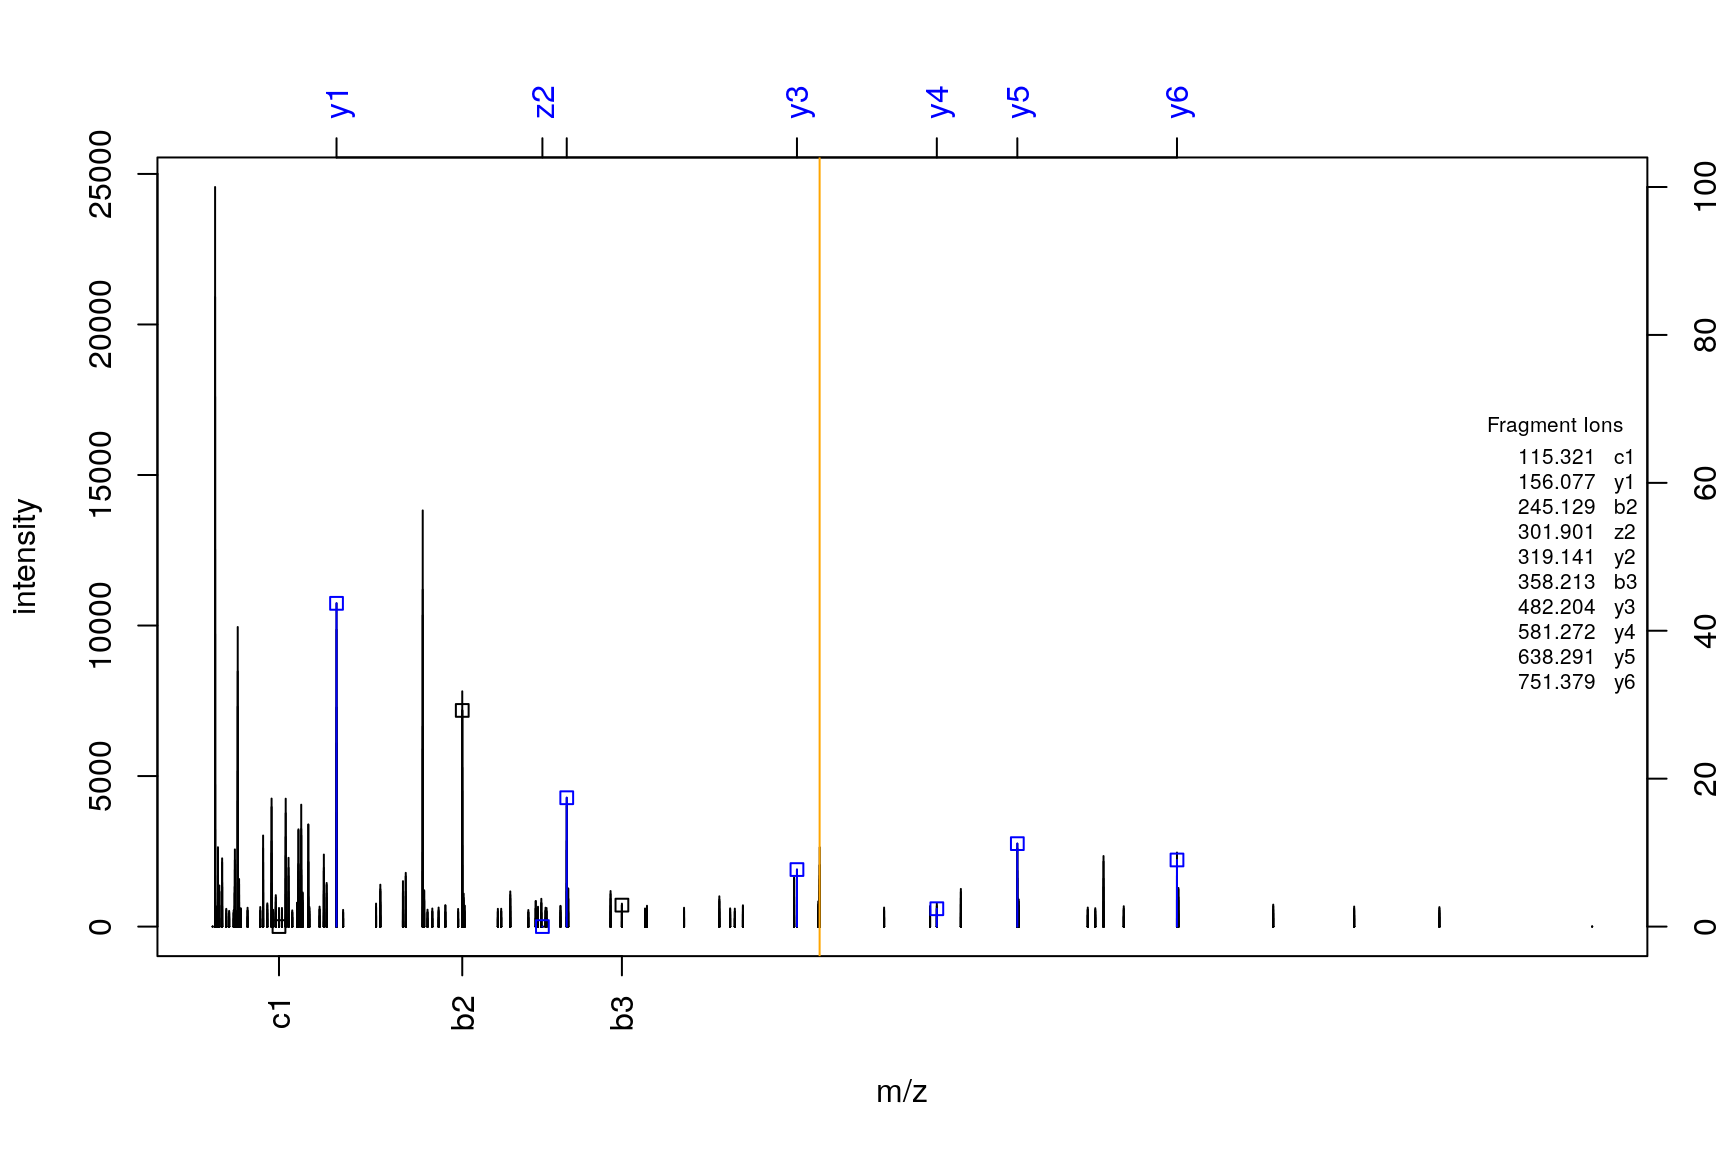 y1 z2 y3 y4 y5 y6
25000
20000
15000
10000
5000
0
intensity
100
80
60
40
20
0
Fragment Ions
115.321 c1
156.077 y1
245.129 b2
301.901 z2
319.141 y2
358.213 b3
482.204 y3
581.272 y4
638.291 y5
751.379 y6
c1 b2 b3
m/z